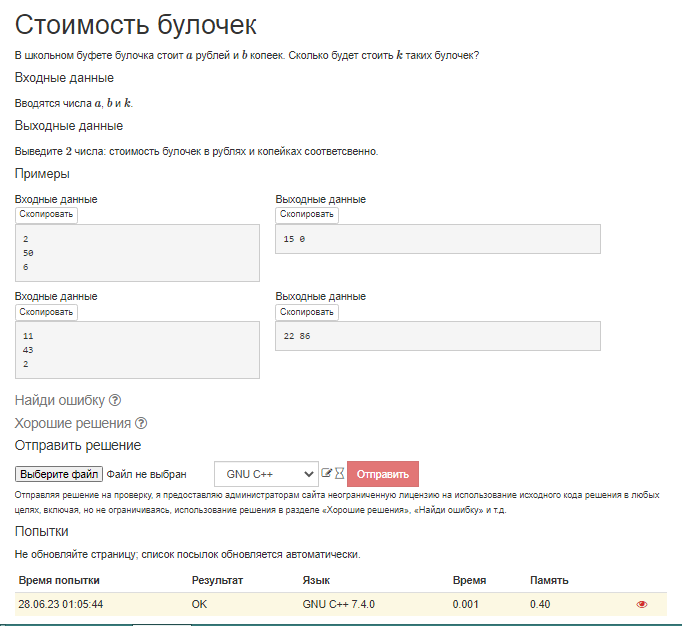 Стоимость булочек
В школьном буфете булочка стоит a рублей и b копеек. Сколько будет стоить k таких булочек?
Входные данные
Вводятся числа a, b и k.
Выходные данные
Выведите 2 числа: стоимость булочек в рублях и копейках соответсвенно.
Примеры
Входные данные
Скопировать
2
50
6
Выходные данные
Скопировать
15 0
Входные данные
Скопировать
11
43
2
Выходные данные
Скопировать
22 86
Найди ошибку ?
Хорошие решения ?
Отправить решение
Выберите файл Файл не выбран GNU C++ Отправить
Отправляя решение на проверку, я предоставляю администраторам сайта неограниченную лицензию на использование исходного кода решения в любых
целях, включая, но не ограничиваясь, использование решения в разделе «Хорошие решения», «Найди ошибку» и т.д.
Попытки
Не обновляйте страницу; список посылок обновляется автоматически.
Время попытки Результат Язык Время Память
28.06.23 01:05:44 OK GNU C++ 7.4.0 0.001 0.40